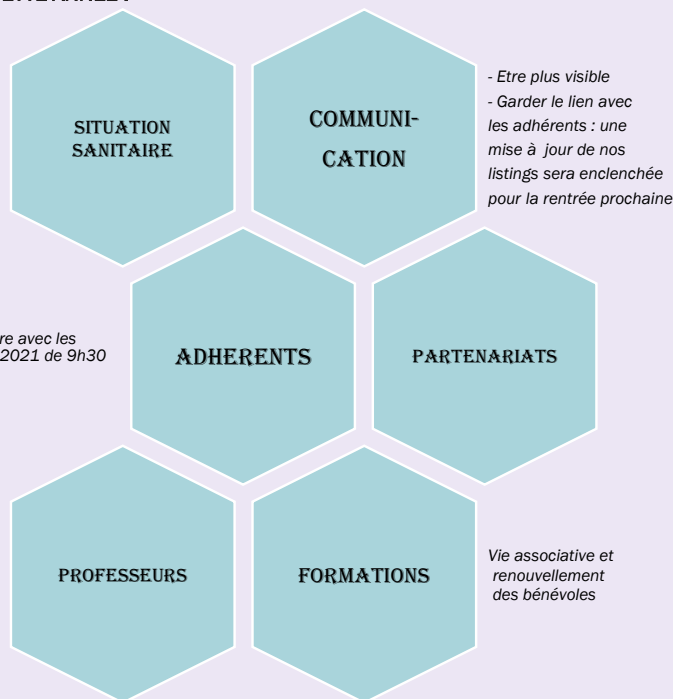 SITUATION
SANITAIRE
COMMUNI-
CATION
- Etre plus visible
- Garder le lien avec
les adhérents : une
mise à jour de nos
listings sera enclenchée
pour la rentrée prochaine
re avec les
2021 de 9h30
ADHERENTS
PARTENARIATS
PROFESSEURS
FORMATIONS
Vie associative et
renouvellement
des bénévoles